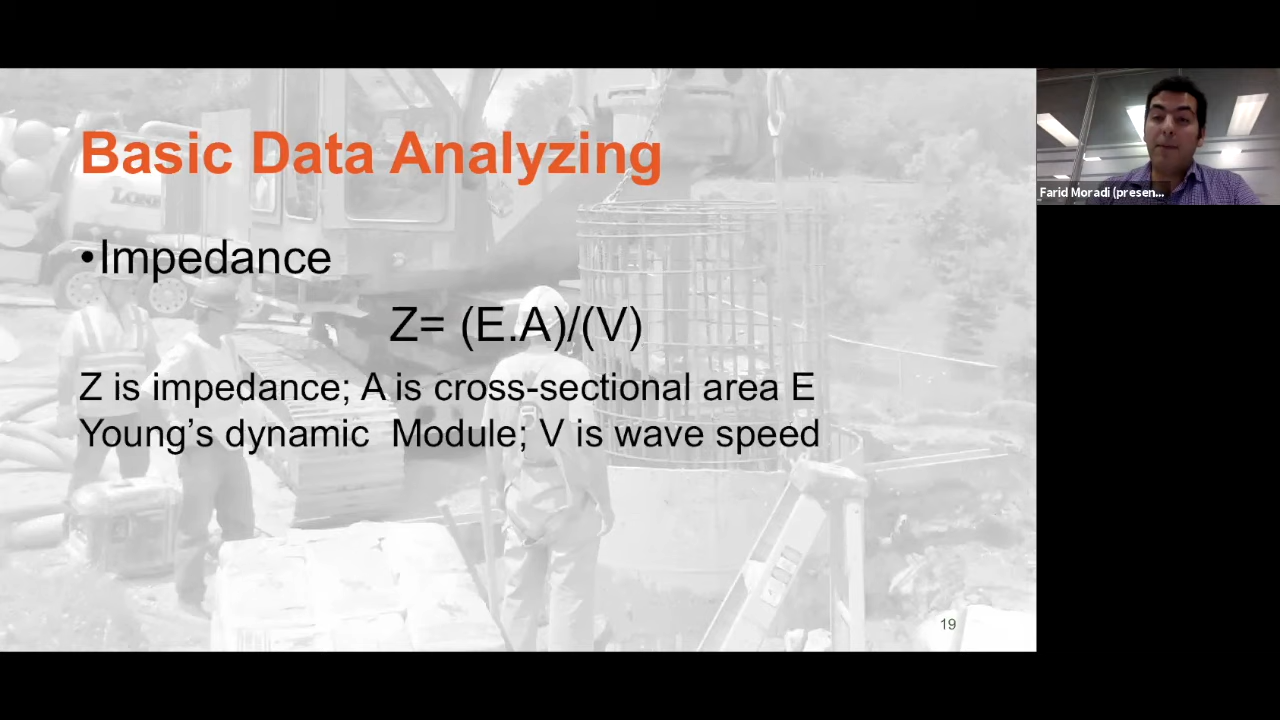 Basic Data Analyzing
•Impedance
Z= (E.A)/(V)
Z is impedance; A is cross-sectional area E
Young’s dynamic  Module; V is wave speed
19
Farid Moradi (presen...